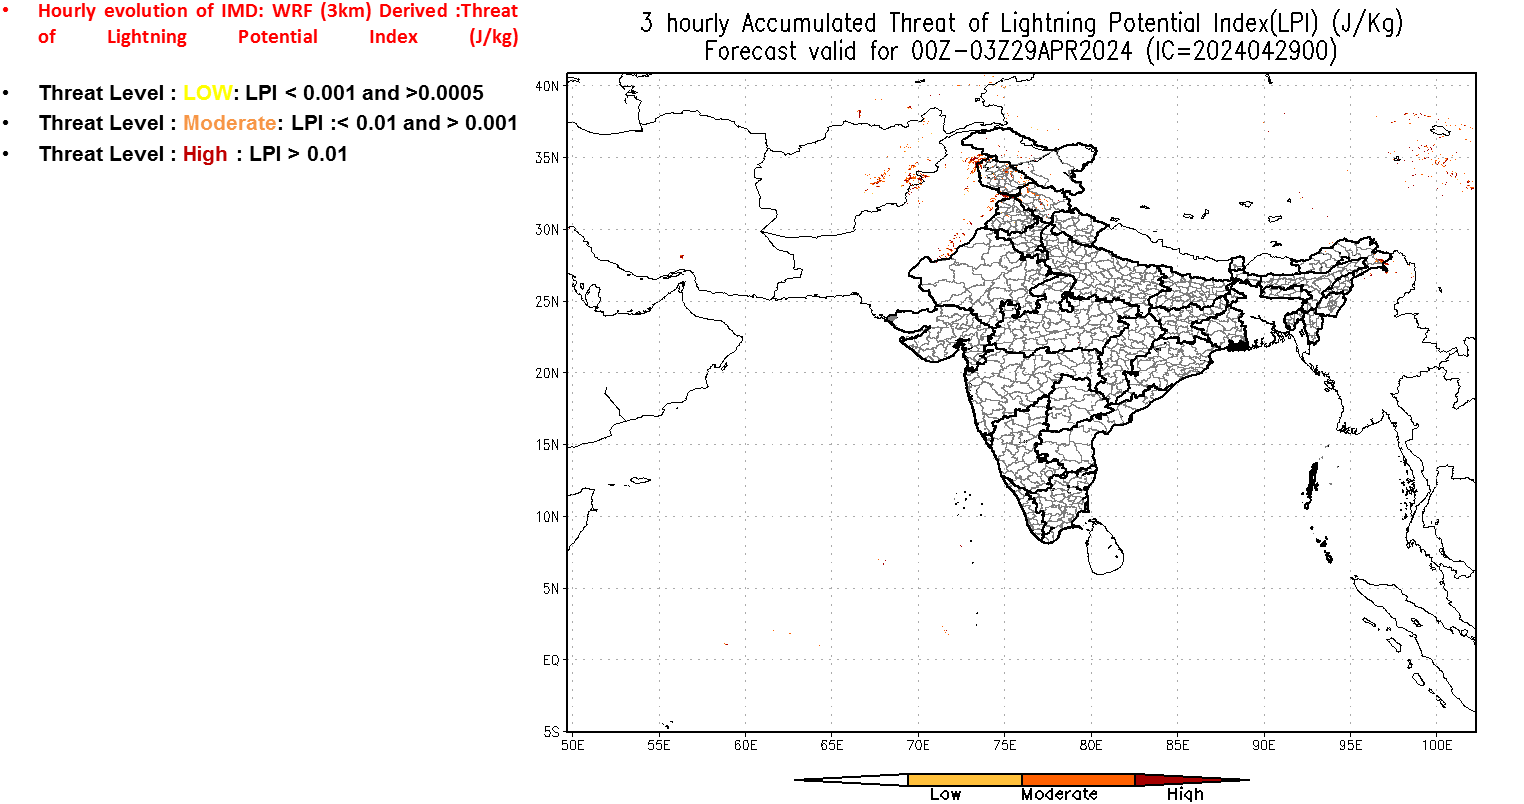 • Hourly evolution of IMD: WRF (3km) Derived :Threat
of Lightning Potential Index (J/kg)
• Threat Level : LOW: LPI < 0.001 and >0.0005
• Threat Level : Moderate: LPI :< 0.01 and > 0.001
• Threat Level : High : LPI > 0.01
3 hourly Accumulated Threat of Lightning Potential Index(LPI) (J/Kg)
Forecast valid for 00Z-03Z29APR2024 (IC=2024042900)
40N
35N
30N
25N
20N
15N
10N
5N
EQ
5S
50E 55E 60E 65E 70E 75E 80E 85E 90E 95E 100E
Low Moderate High